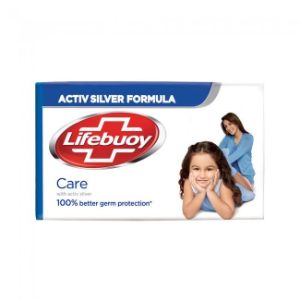 ACTIV SILVER FORMULA
Lifebuoy
Care
with activ silver
100% better germ protection*